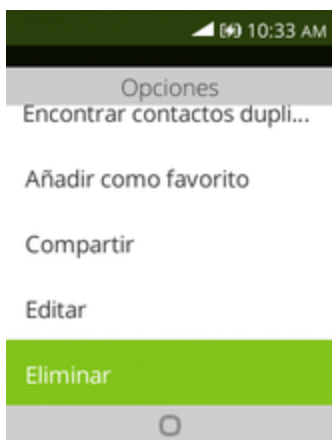 10:33 AM
Opciones
Encontrar contactos dupli...
Añadir como favorito
Compartir
Editar
Eliminar